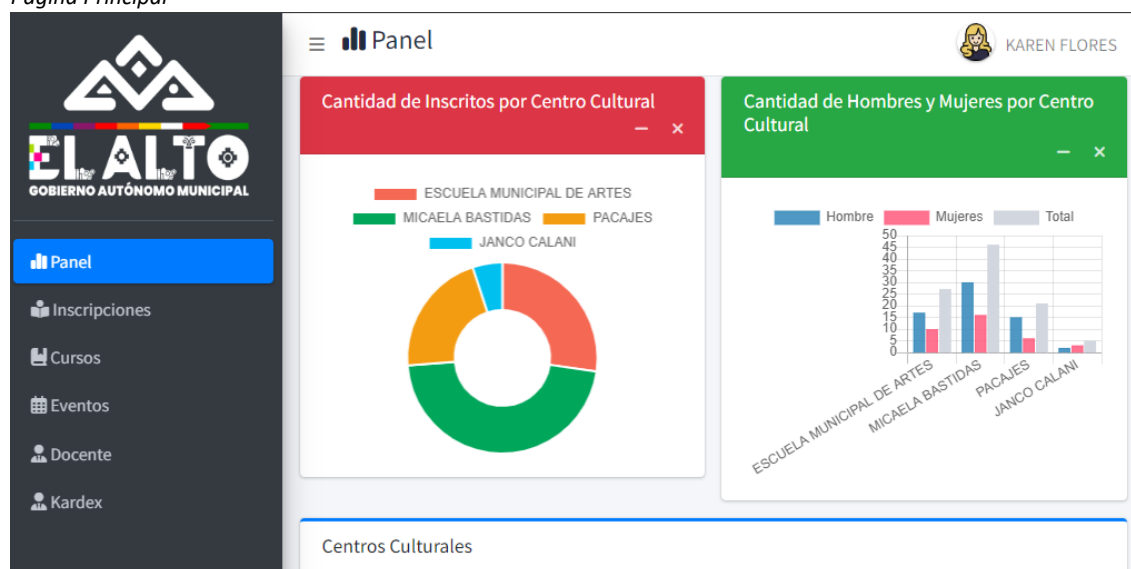 Página Principal
EL ALTO
GOBIERNO AUTÓNOMO MUNICIPAL
Panel
Inscripciones
Cursos
Eventos
Docente
Kardex
Panel
KAREN FLORES
Cantidad de Inscritos por Centro Cultural
ESCUELA MUNICIPAL DE ARTES
MICAELA BASTIDAS PACAJES
JANCO CALANI
Cantidad de Hombres y Mujeres por Centro
Cultural
Hombre Mujeres Total
50
45
40
35
30
25
20
15
10
5
0
ESCUELA MUNICIPAL DE ARTES
MICAELA BASTIDAS
PACAJES
JANCO CALANI
Centros Culturales